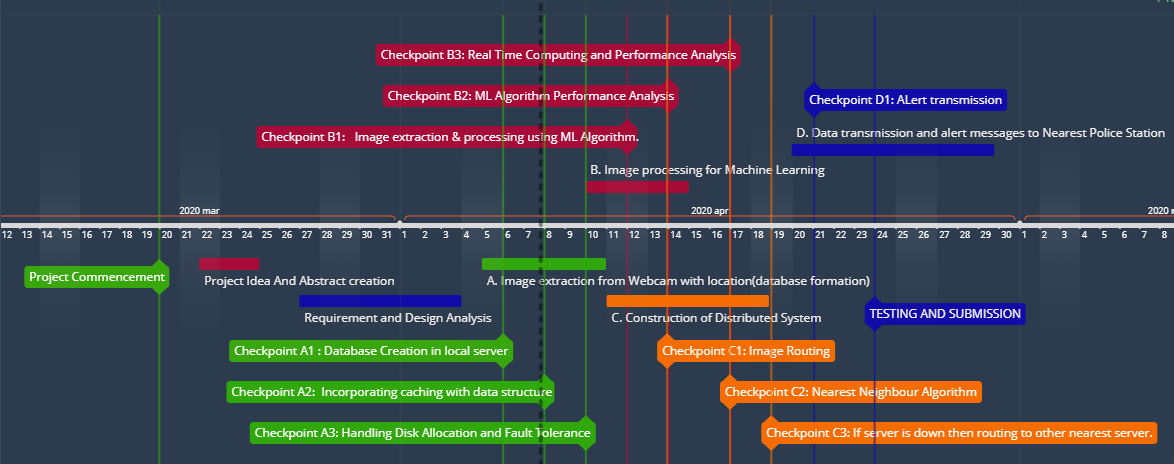 Checkpoint B3: Real Time Computing and Performance Analysis
Checkpoint B2: ML Algorithm Performance Analysis
Checkpoint D1: ALert transmission
Checkpoint B1: Image extraction & processing using ML Algorithm.
D. Data transmission and alert messages to Nearest Police Station
B. Image processing for Machine Learning
2020 mar
2020 apr
2020
12 13 14 15 16 17 18 19 20 21 22 23 24 25 26 27 28 29 30 31 1 2 3 4 5 6 7 8 9 10 11 12 13 14 15 16 17 18 19 20 21 22 23 24 25 26 27 28 29 30 1 2 3 4 5 6 7 8
Project Commencement
Project Idea And Abstract creation
A. Image extraction from Webcam with location(database formation)
Requirement and Design Analysis
C. Construction of Distributed System
TESTING AND SUBMISSION
Checkpoint A1 : Database Creation in local server
Checkpoint C1: Image Routing
Checkpoint A2: Incorporating caching with data structure
Checkpoint C2: Nearest Neighbour Algorithm
Checkpoint A3: Handling Disk Allocation and Fault Tolerance
Checkpoint C3: If server is down then routing to other nearest server.